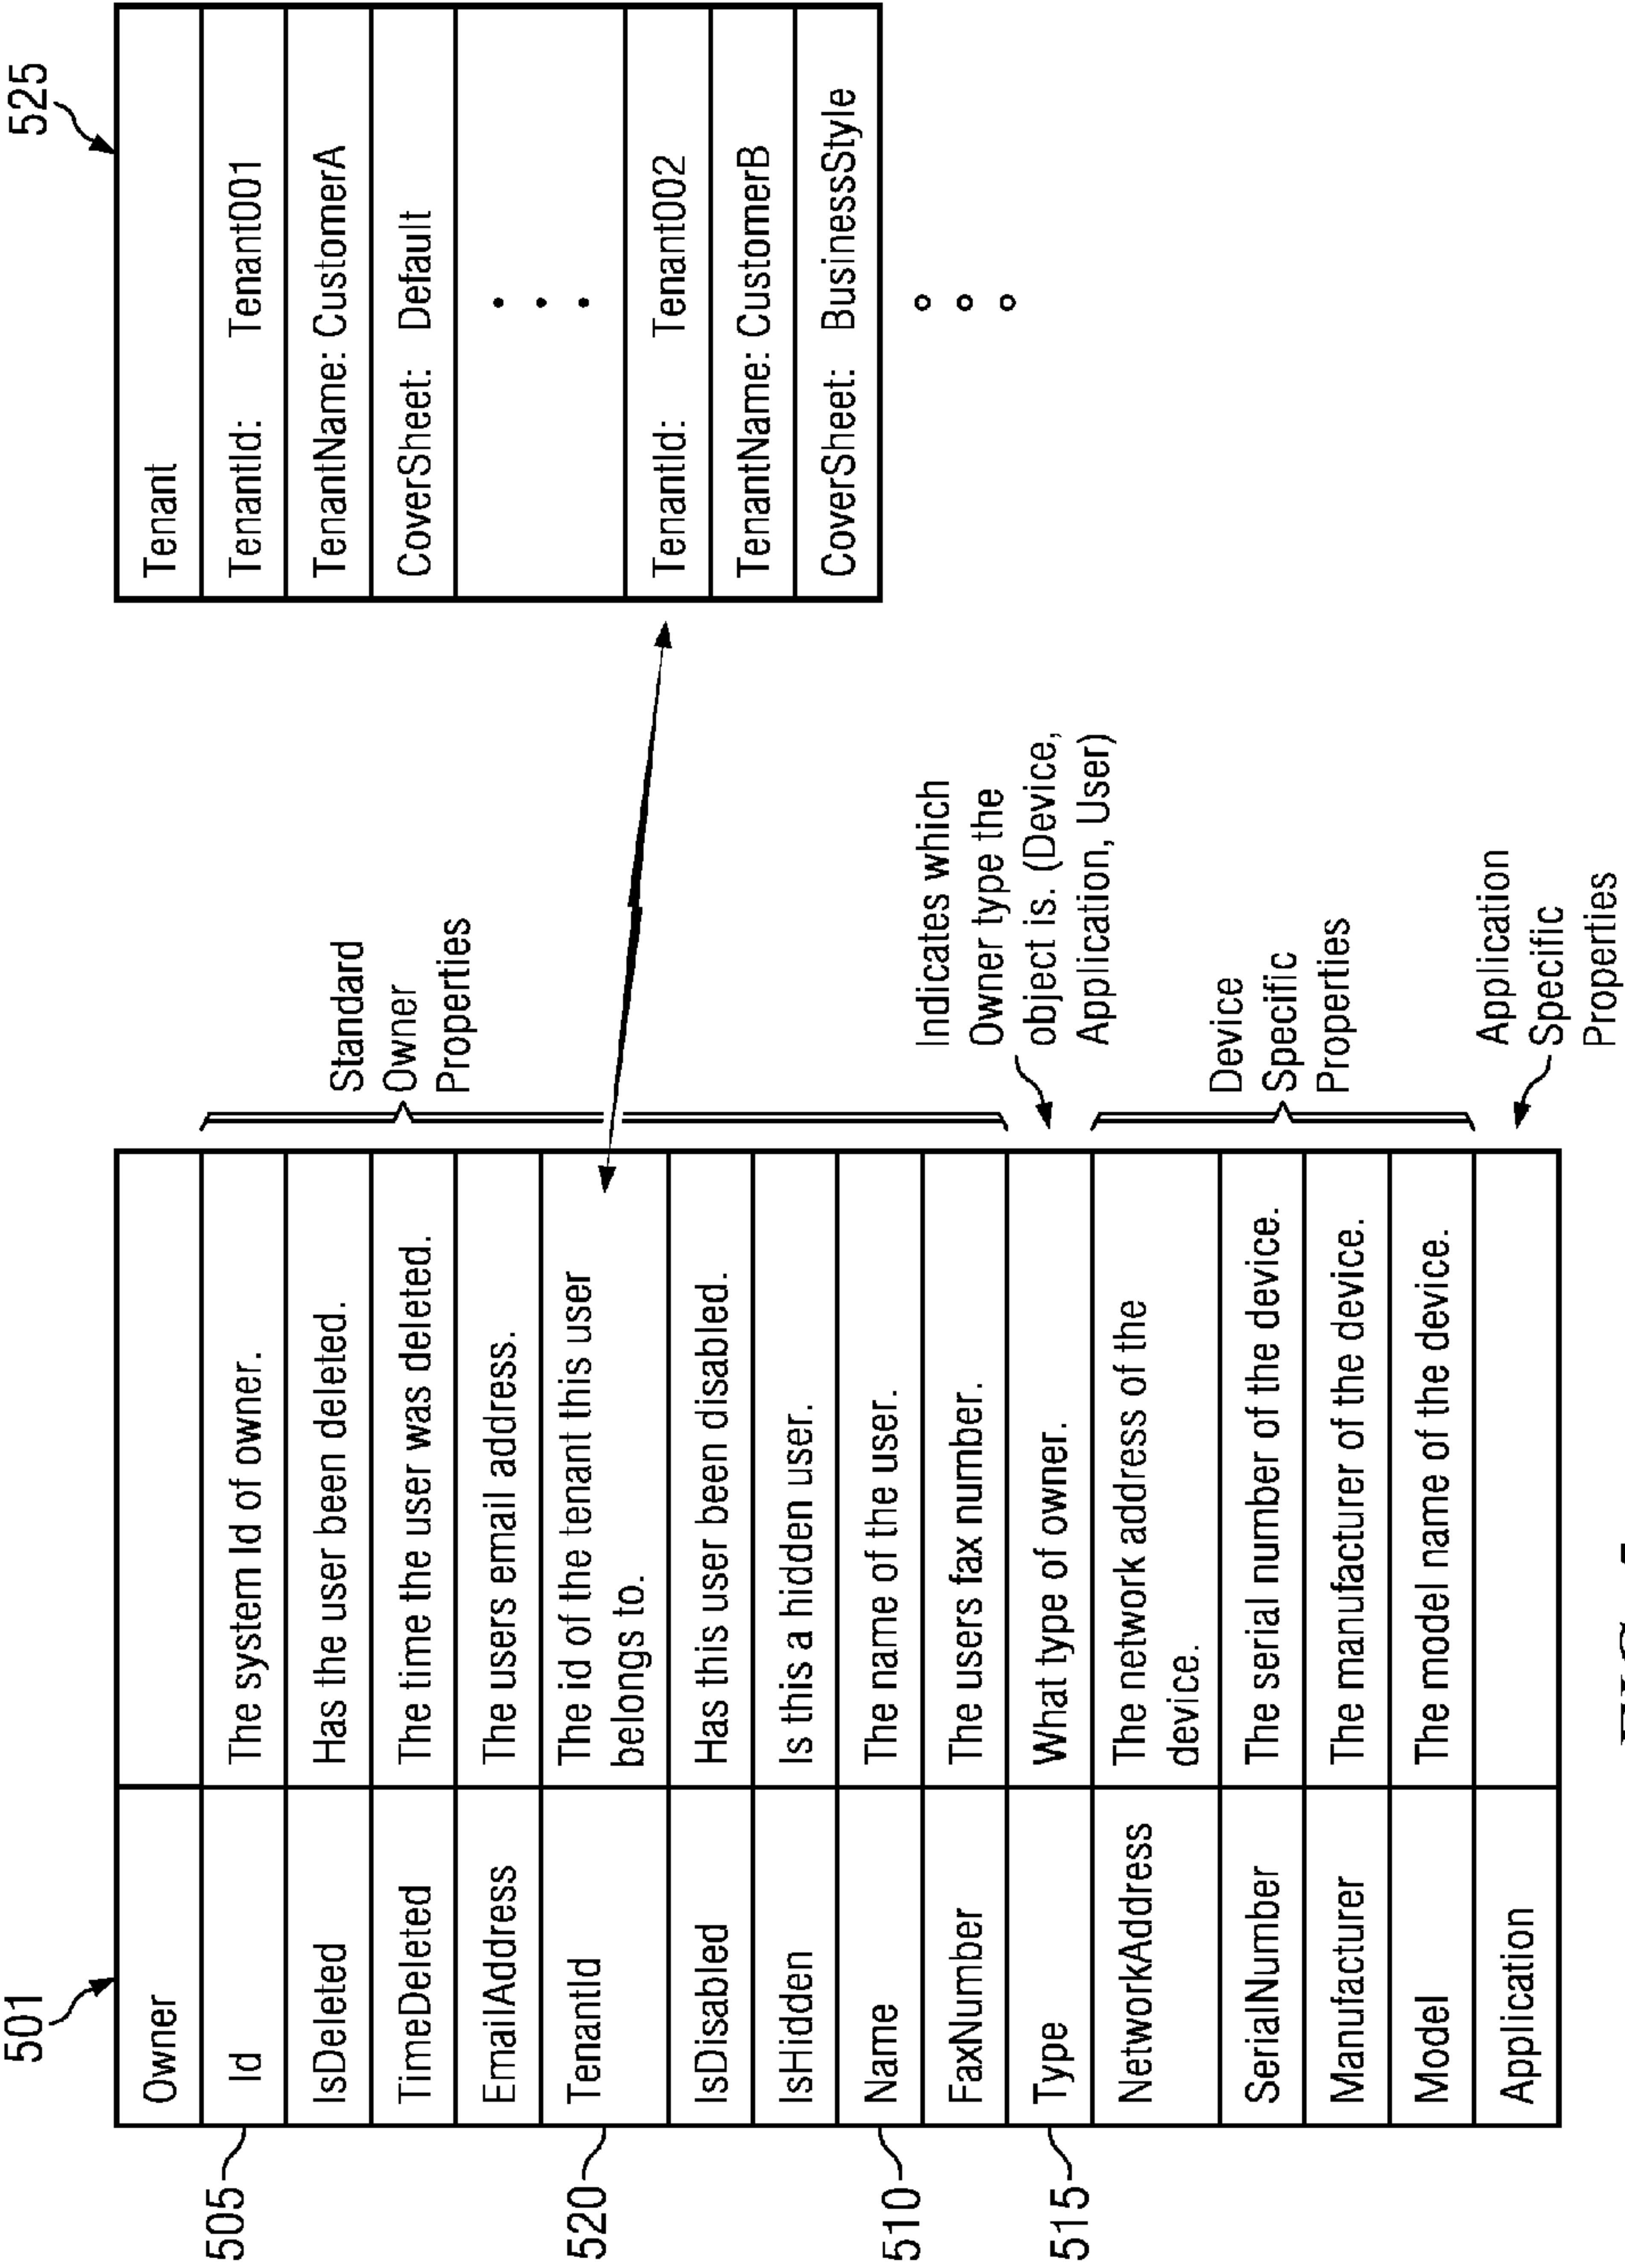 501
Owner
Id
The system Id of owner.
IsDeleted
Has the user been deleted.
TimeDeleted
The time the user was deleted.
EmailAddress
The users email address.
TenantId
The id of the tenant this user
belongs to.
IsDisabled
Has this user been disabled.
IsHidden
Is this a hidden user.
Name
The name of the user.
FaxNumber
The users fax number.
Type
What type of owner.
NetworkAddress
The network address of the
device.
SerialNumber
The serial number of the device.
Manufacturer
The manufacturer of the device.
Model
The model name of the device.
Application
505
520
510
515
Standard
Owner
Properties
Indicates which
Owner type the
object is. (Device,
Application, User)
Device
Specific
Properties
Application
Specific
Properties
525
Tenant
TenantId: Tenant001
TenantName: CustomerA
CoverSheet: Default
TenantId: Tenant002
TenantName: CustomerB
CoverSheet: BusinessStyle